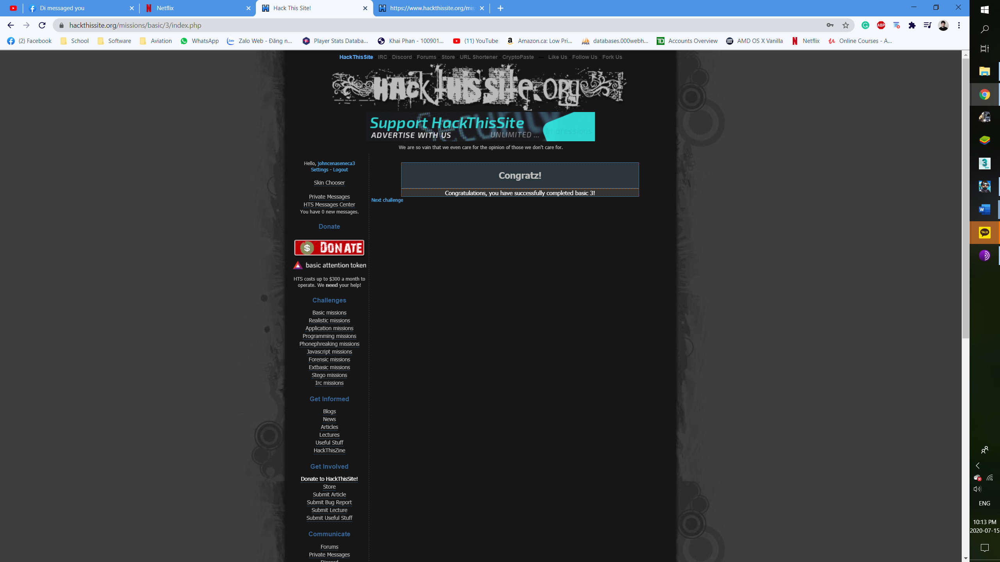 Di messaged you
Netflix
Hack This Site!
https://www.hackthissite.org/mis
hackthissite.org/missions/basic/3/index.php
ABP
(2) Facebook
School
Software
Aviation
WhatsApp
Zalo Web - Đăng n...
Player Stats Databa...
Khai Phan - 100901...
(11) YouTube
Amazon.ca: Low Pri...
databases.000webh...
Accounts Overview
AMD OS X Vanilla
Netflix
Online Courses - A...
HackThisSite - IRC - Discord - Forums - Store - URL Shortener - CryptoPaste --- Like Us - Follow Us - Fork Us
HAck THIS SITe.ORg
Support HackThisSite
ADVERTISE WITH US UNLIMITED ... Impressions
We are so vain that we even care for the opinion of those we don't care for.
Hello, johncenaseneca3
Settings - Logout
Skin Chooser
Private Messages
HTS Messages Center
You have 0 new messages.
Donate
$ DONATE
basic attention token
HTS costs up to $300 a month to
operate. We need your help!
Challenges
Basic missions
Realistic missions
Application missions
Programming missions
Phonephreaking missions
Javascript missions
Forensic missions
Extbasic missions
Stego missions
Irc missions
Get Informed
Blogs
News
Articles
Lectures
Useful Stuff
HackThisZine
Get Involved
Donate to HackThisSite!
Store
Submit Article
Submit Bug Report
Submit Lecture
Submit Useful Stuff
Communicate
Forums
Private Messages
Discord
Congratz!
Congratulations, you have successfully completed basic 3!
Next challenge
3
MAX
W
TALK
ENG
10:13 PM
2020-07-15